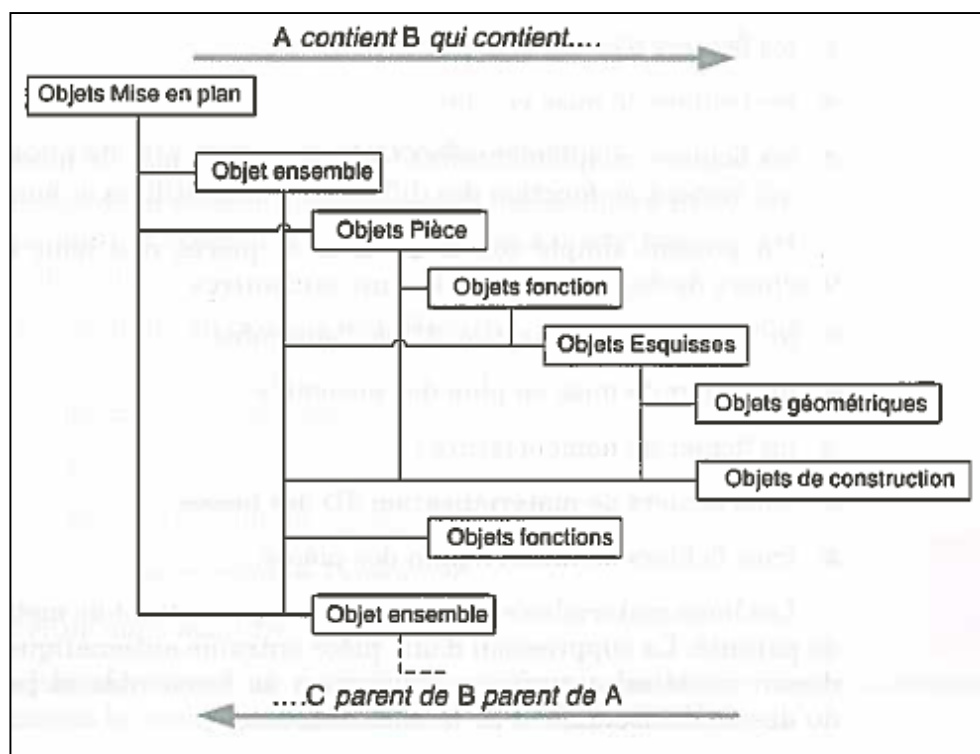 A contient B qui contient....
Objets Mise en plan
Objet ensemble
Objets Pièce
Objets fonction
Objets Esquisses
Objets géométriques
Objets de construction
Objets fonctions
Objet ensemble
....C parent de B parent de A